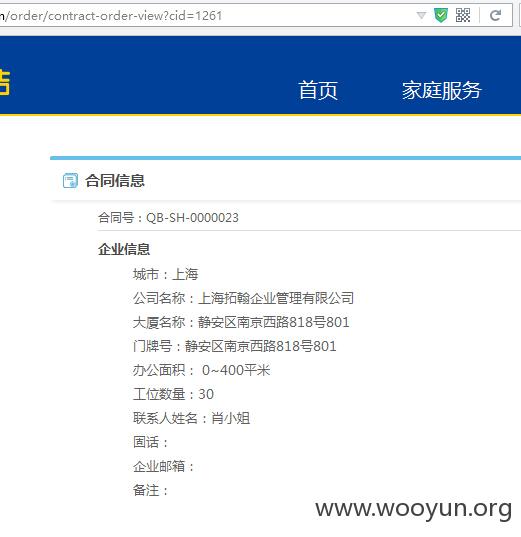 n/order/contract-order-view?cid=1261
洁
首页 家庭服务
合同信息
合同号：QB-SH-0000023
企业信息
城市：上海
公司名称：上海拓翰企业管理有限公司
大厦名称：静安区南京西路818号801
门牌号：静安区南京西路818号801
办公面积： 0~400平米
工位数量：30
联系人姓名：肖小姐
固话：
企业邮箱：
备注：
www.wooyun.org